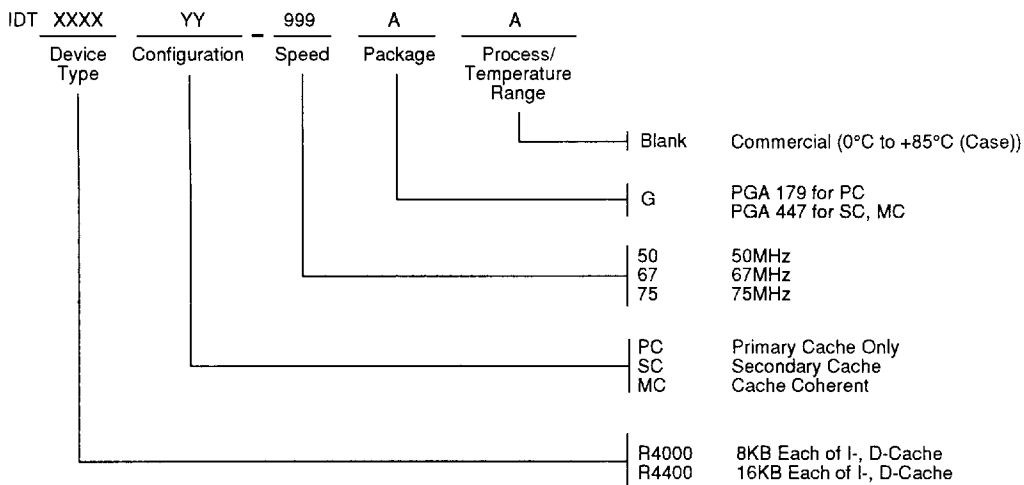 IDT XXXX YY - 999 A A
Device Type Configuration Speed Package Process/ Temperature Range
Blank Commercial (0°C to +85°C (Case))
G PGA 179 for PC
PGA 447 for SC, MC
50 50MHz
67 67MHz
75 75MHz
PC Primary Cache Only
SC Secondary Cache
MC Cache Coherent
R4000 8KB Each of I-, D-Cache
R4400 16KB Each of I-, D-Cache